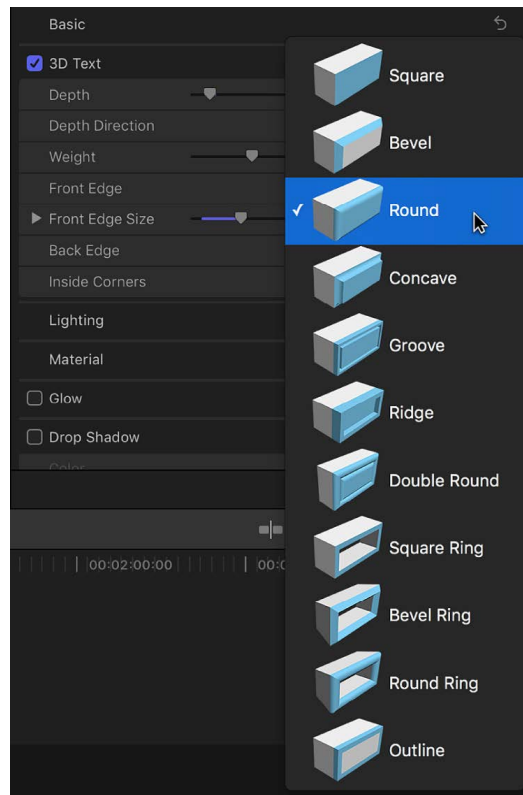 Basic
3D Text
Depth
Depth Direction
Weight
Front Edge
Front Edge Size
Back Edge
Inside Corners
Lighting
Material
Glow
Drop Shadow
Color
00:02:00:00
Square
Bevel
Round
Concave
Groove
Ridge
Double Round
Square Ring
Bevel Ring
Round Ring
Outline